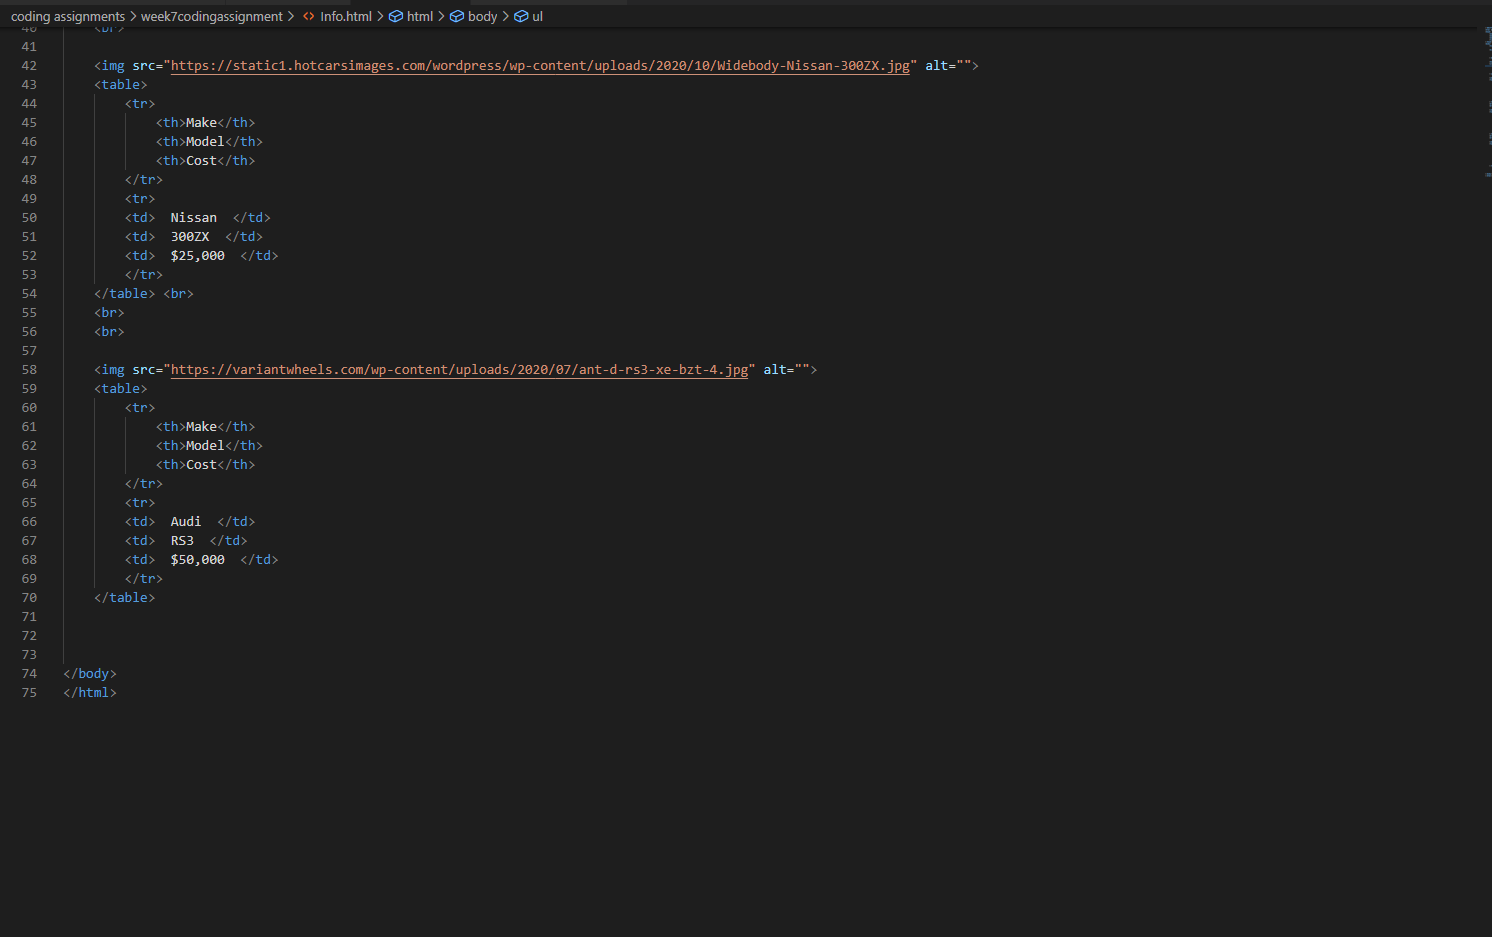 coding assignments > week7codingassignment > <> Info.html > html > body > ul
40 <br>
41
42 <img src="https://static1.hotcarsimages.com/wordpress/wp-content/uploads/2020/10/Widebody-Nissan-300ZX.jpg" alt="">
43 <table>
44 <tr>
45 <th>Make</th>
46 <th>Model</th>
47 <th>Cost</th>
48 </tr>
49 <tr>
50 <td>  Nissan  </td>
51 <td>  300ZX  </td>
52 <td>  $25,000  </td>
53 </tr>
54 </table> <br>
55 <br>
56 <br>
57
58 <img src="https://variantwheels.com/wp-content/uploads/2020/07/ant-d-rs3-xe-bzt-4.jpg" alt="">
59 <table>
60 <tr>
61 <th>Make</th>
62 <th>Model</th>
63 <th>Cost</th>
64 </tr>
65 <tr>
66 <td>  Audi  </td>
67 <td>  RS3  </td>
68 <td>  $50,000  </td>
69 </tr>
70 </table>
71
72
73
74 </body>
75 </html>